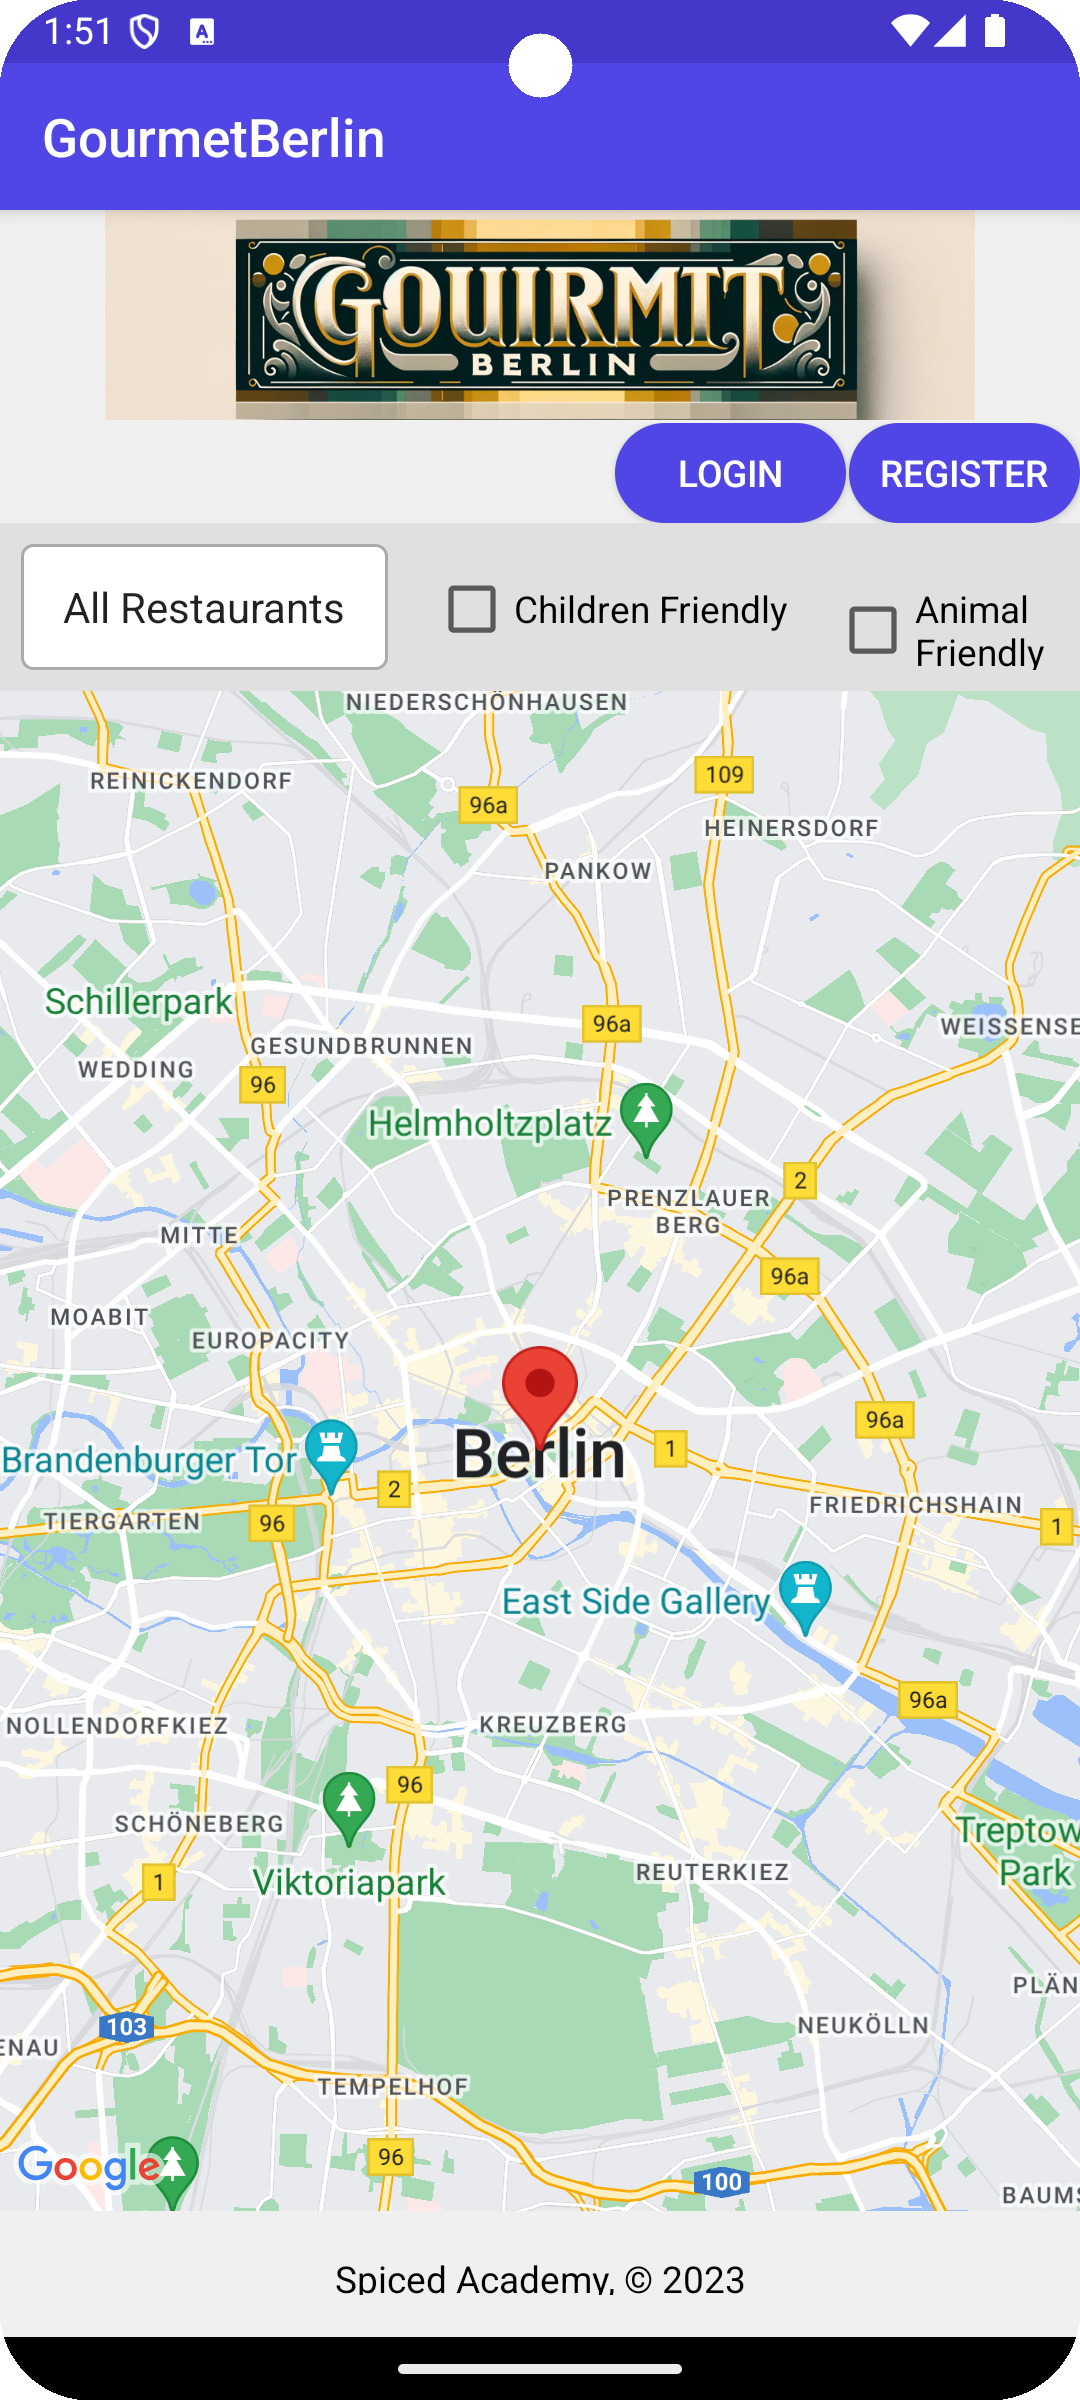 1:51
GourmetBerlin
GOUIRMIT
BERLIN
LOGIN
REGISTER
All Restaurants
Children Friendly
Animal
Friendly
NIEDERSCHÖNHAUSEN
REINICKENDORF
109
96a
HEINERSDORF
PANKOW
Schillerpark
96a
WEISSENSE
GESUNDBRUNNEN
WEDDING
96
Helmholtzplatz
2
PRENZLAUER
BERG
MITTE
96a
MOABIT
EUROPACITY
96a
Berlin
1
Brandenburger Tor
2
FRIEDRICHSHAIN
TIERGARTEN
96
1
East Side Gallery
96a
NOLLENDORFKIEZ
KREUZBERG
96
SCHÖNEBERG
Treptow
Park
REUTERKIEZ
1
Viktoriapark
PLÄN
103
NEUKÖLLN
ENAU
TEMPELHOF
96
Google
100
BAUMS
Spiced Academy, © 2023